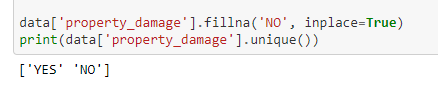 data['property_damage'].fillna('NO', inplace=True)
print(data['property_damage'].unique())
['YES' 'NO']